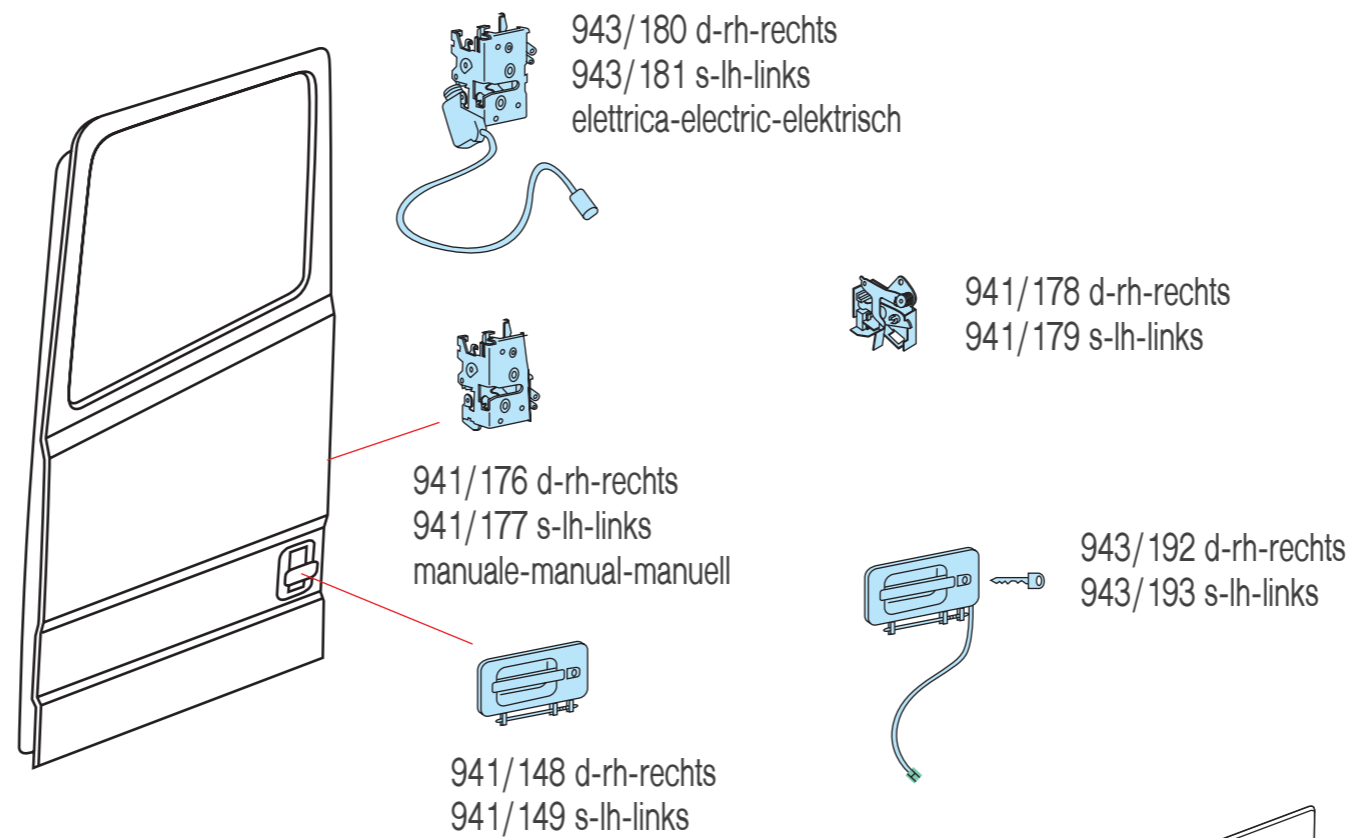 943/180 d-rh-rechts
943/181 s-lh-links
elettrica-electric-elektrisch
941/178 d-rh-rechts
941/179 s-lh-links
941/176 d-rh-rechts
941/177 s-lh-links
manuale-manual-manuell
943/192 d-rh-rechts
943/193 s-lh-links
941/148 d-rh-rechts
941/149 s-lh-links